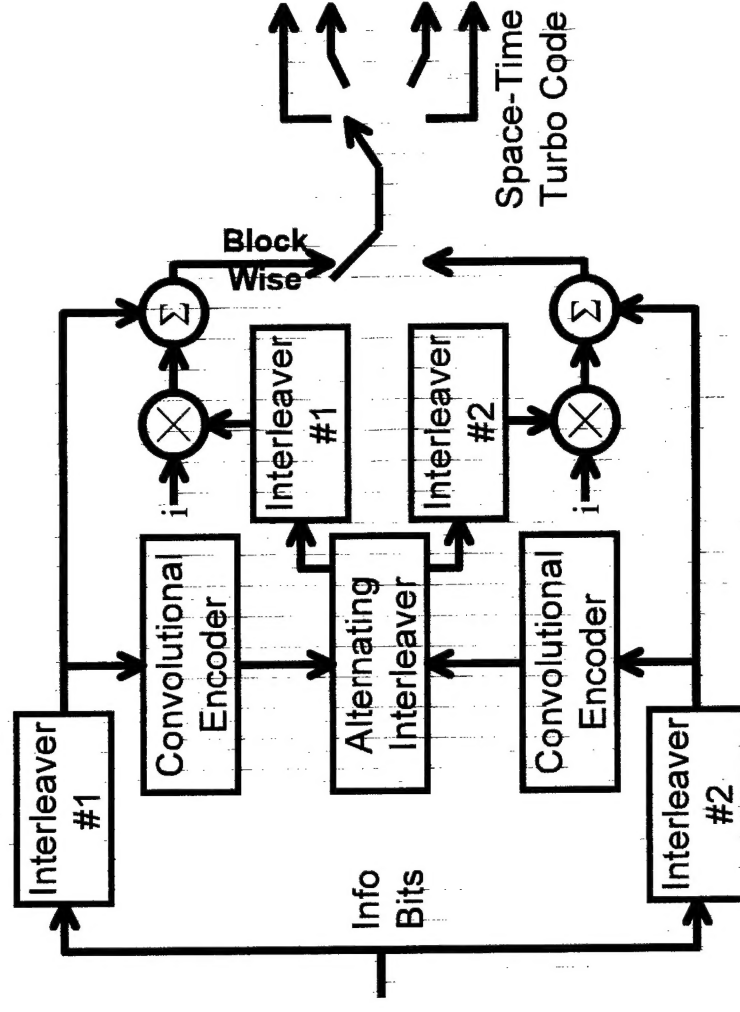 Info
Bits
Interleaver
#1
Convolutional
Encoder
Alternating
Interleaver
Convolutional
Encoder
Interleaver
#2
i
Interleaver
#1
Interleaver
#2
i
×
Σ
×
Σ
Block
Wise
Space-Time
Turbo Code